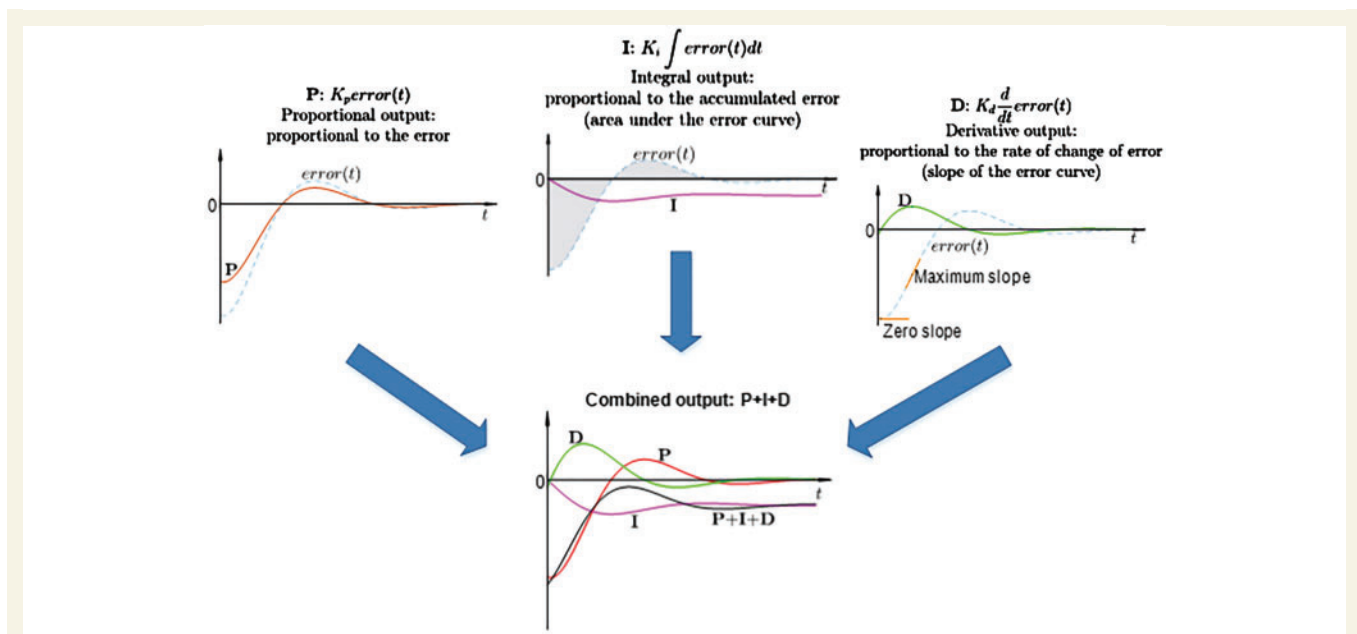 P: K_p error(t)
Proportional output:
proportional to the error
error(t)
0
t
P
I: K_i ∫ error(t)dt
Integral output:
proportional to the accumulated error
(area under the error curve)
error(t)
0
t
I
D: K_d d/dt error(t)
Derivative output:
proportional to the rate of change of error
(slope of the error curve)
D
0
t
error(t)
Maximum slope
Zero slope
Combined output: P+I+D
D
P
0
t
I
P+I+D